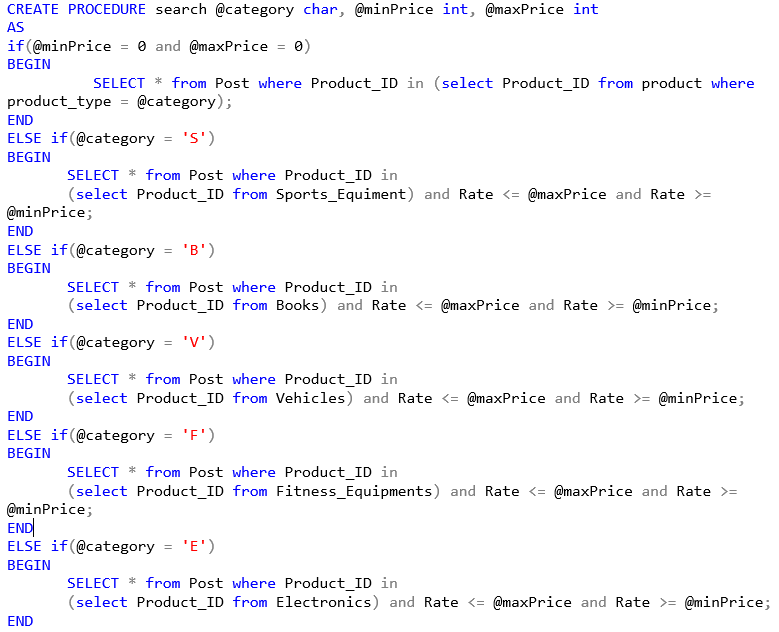 CREATE PROCEDURE search @category char, @minPrice int, @maxPrice int
AS
if(@minPrice = 0 and @maxPrice = 0)
BEGIN
SELECT * from Post where Product_ID in (select Product_ID from product where
product_type = @category);
END
ELSE if(@category = 'S')
BEGIN
SELECT * from Post where Product_ID in
(select Product_ID from Sports_Equiment) and Rate <= @maxPrice and Rate >=
@minPrice;
END
ELSE if(@category = 'B')
BEGIN
SELECT * from Post where Product_ID in
(select Product_ID from Books) and Rate <= @maxPrice and Rate >= @minPrice;
END
ELSE if(@category = 'V')
BEGIN
SELECT * from Post where Product_ID in
(select Product_ID from Vehicles) and Rate <= @maxPrice and Rate >= @minPrice;
END
ELSE if(@category = 'F')
BEGIN
SELECT * from Post where Product_ID in
(select Product_ID from Fitness_Equipments) and Rate <= @maxPrice and Rate >=
@minPrice;
END
ELSE if(@category = 'E')
BEGIN
SELECT * from Post where Product_ID in
(select Product_ID from Electronics) and Rate <= @maxPrice and Rate >= @minPrice;
END